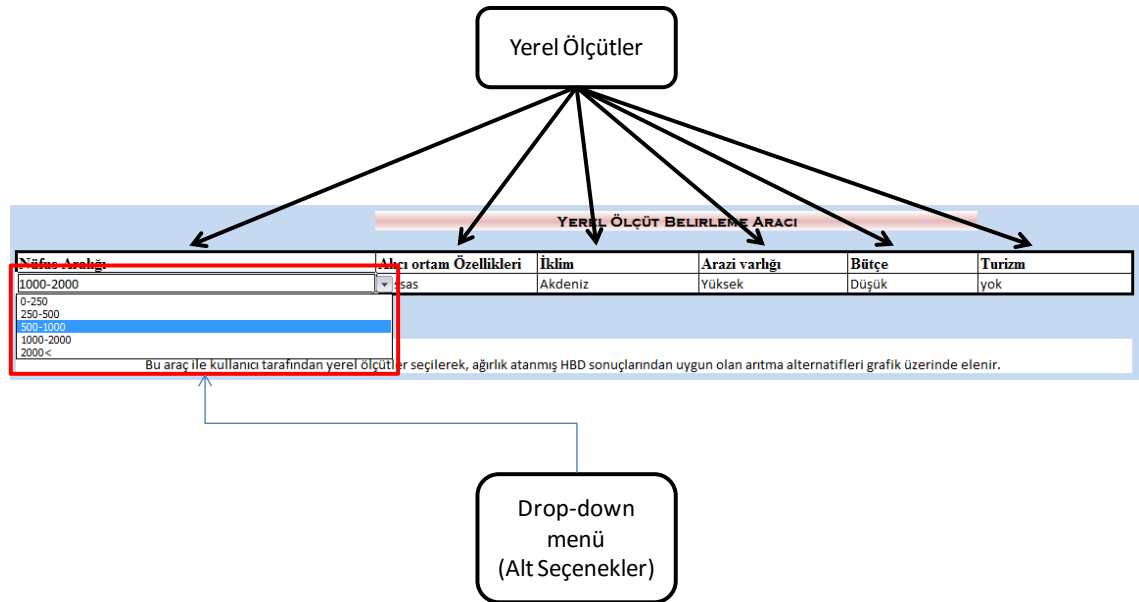 Yerel Ölçütler
YEREL ÖLÇÜT BELIRLEME ARACI
Nüfus Aralığı Alıcı ortam Özellikleri İklim Arazi varlığı Bütçe Turizm
1000-2000 ssas Akdeniz Yüksek Düşük yok
0-250
250-500
500-1000
1000-2000
2000<
Bu araç ile kullanıcı tarafından yerel ölçütler seçilerek, ağırlık atanmış HBD sonuçlarından uygun olan arıtma alternatifleri grafik üzerinde elenir.
Drop-down
menü
(Alt Seçenekler)